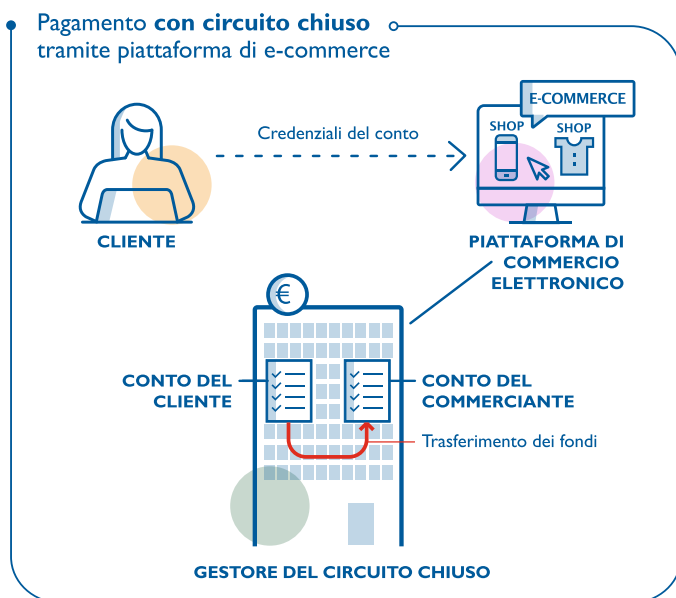 Pagamento con circuito chiuso
tramite piattaforma di e-commerce
E-COMMERCE
Credenziali del conto
SHOP
SHOP
CLIENTE
PIATTAFORMA DI
COMMERCIO
ELETTRONICO
€
CONTO DEL
CLIENTE
CONTO DEL
COMMERCIANTE
Trasferimento dei fondi
GESTORE DEL CIRCUITO CHIUSO